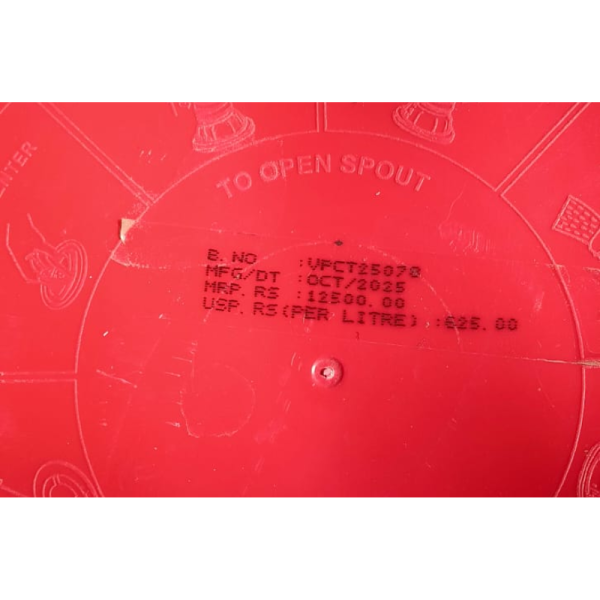 TO OPEN SPOUT
B. NO :VPCT25070
MFG/DT :OCT/2025
MRP. RS :12500.00
USP. RS(PER LITRE) :625.00